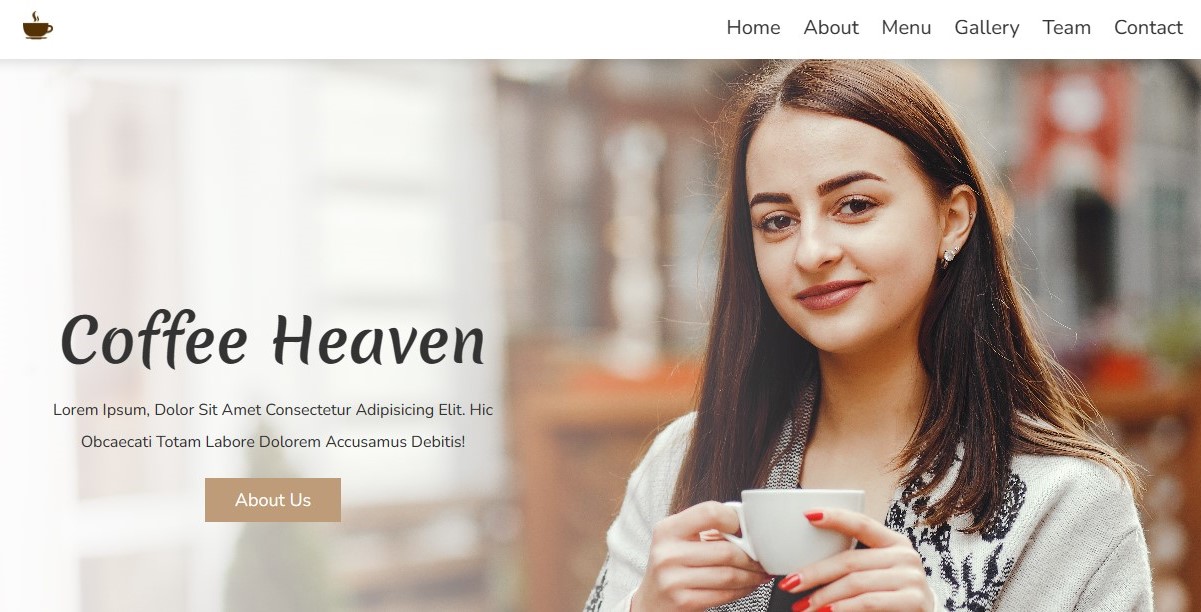 Home About Menu Gallery Team Contact
Coffee Heaven
Lorem Ipsum, Dolor Sit Amet Consectetur Adipisicing Elit. Hic
Obcaecati Totam Labore Dolorem Accusamus Debitis!
About Us